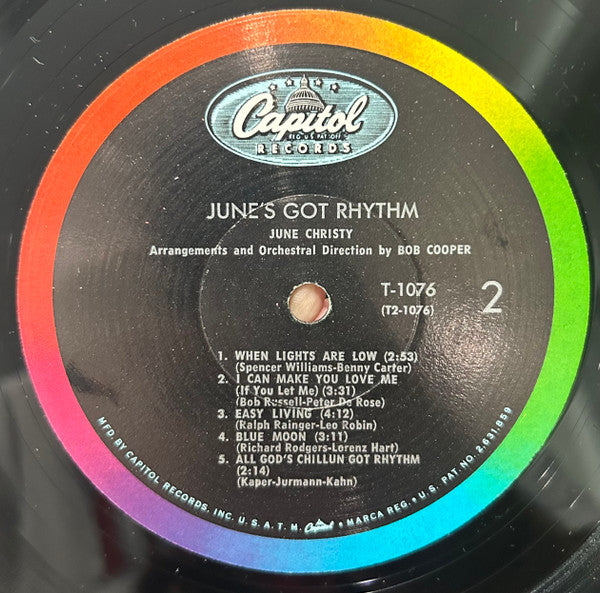 Capitol
REG. U.S. PAT. OFF.
RECORDS
JUNE'S GOT RHYTHM
JUNE CHRISTY
Arrangements and Orchestral Direction by BOB COOPER
T-1076
(T2-1076)
2
1. WHEN LIGHTS ARE LOW (2:53)
(Spencer Williams-Benny Carter)
2. I CAN MAKE YOU LOVE ME
(If You Let Me) (3:31)
(Bob Russell-Peter De Rose)
3. EASY LIVING (4:12)
(Ralph Rainger-Leo Robin)
4. BLUE MOON (3:11)
(Richard Rodgers-Lorenz Hart)
5. ALL GOD'S CHILLUN GOT RHYTHM
(2:14)
(Kaper-Jurmann-Kahn)
MFD. BY CAPITOL RECORDS, INC. U. S. A. T. M. Capitol • MARCA REG. • U. S. PAT. NO. 2,631,859